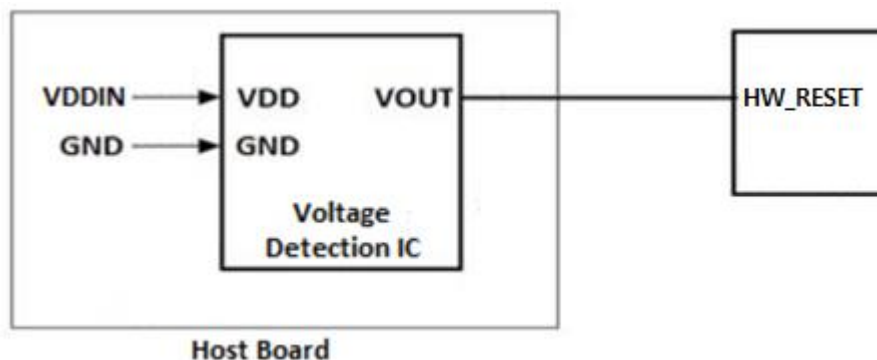 VDDIN
VDD
VOUT
HW_RESET
GND
GND
Voltage
Detection IC
Host Board